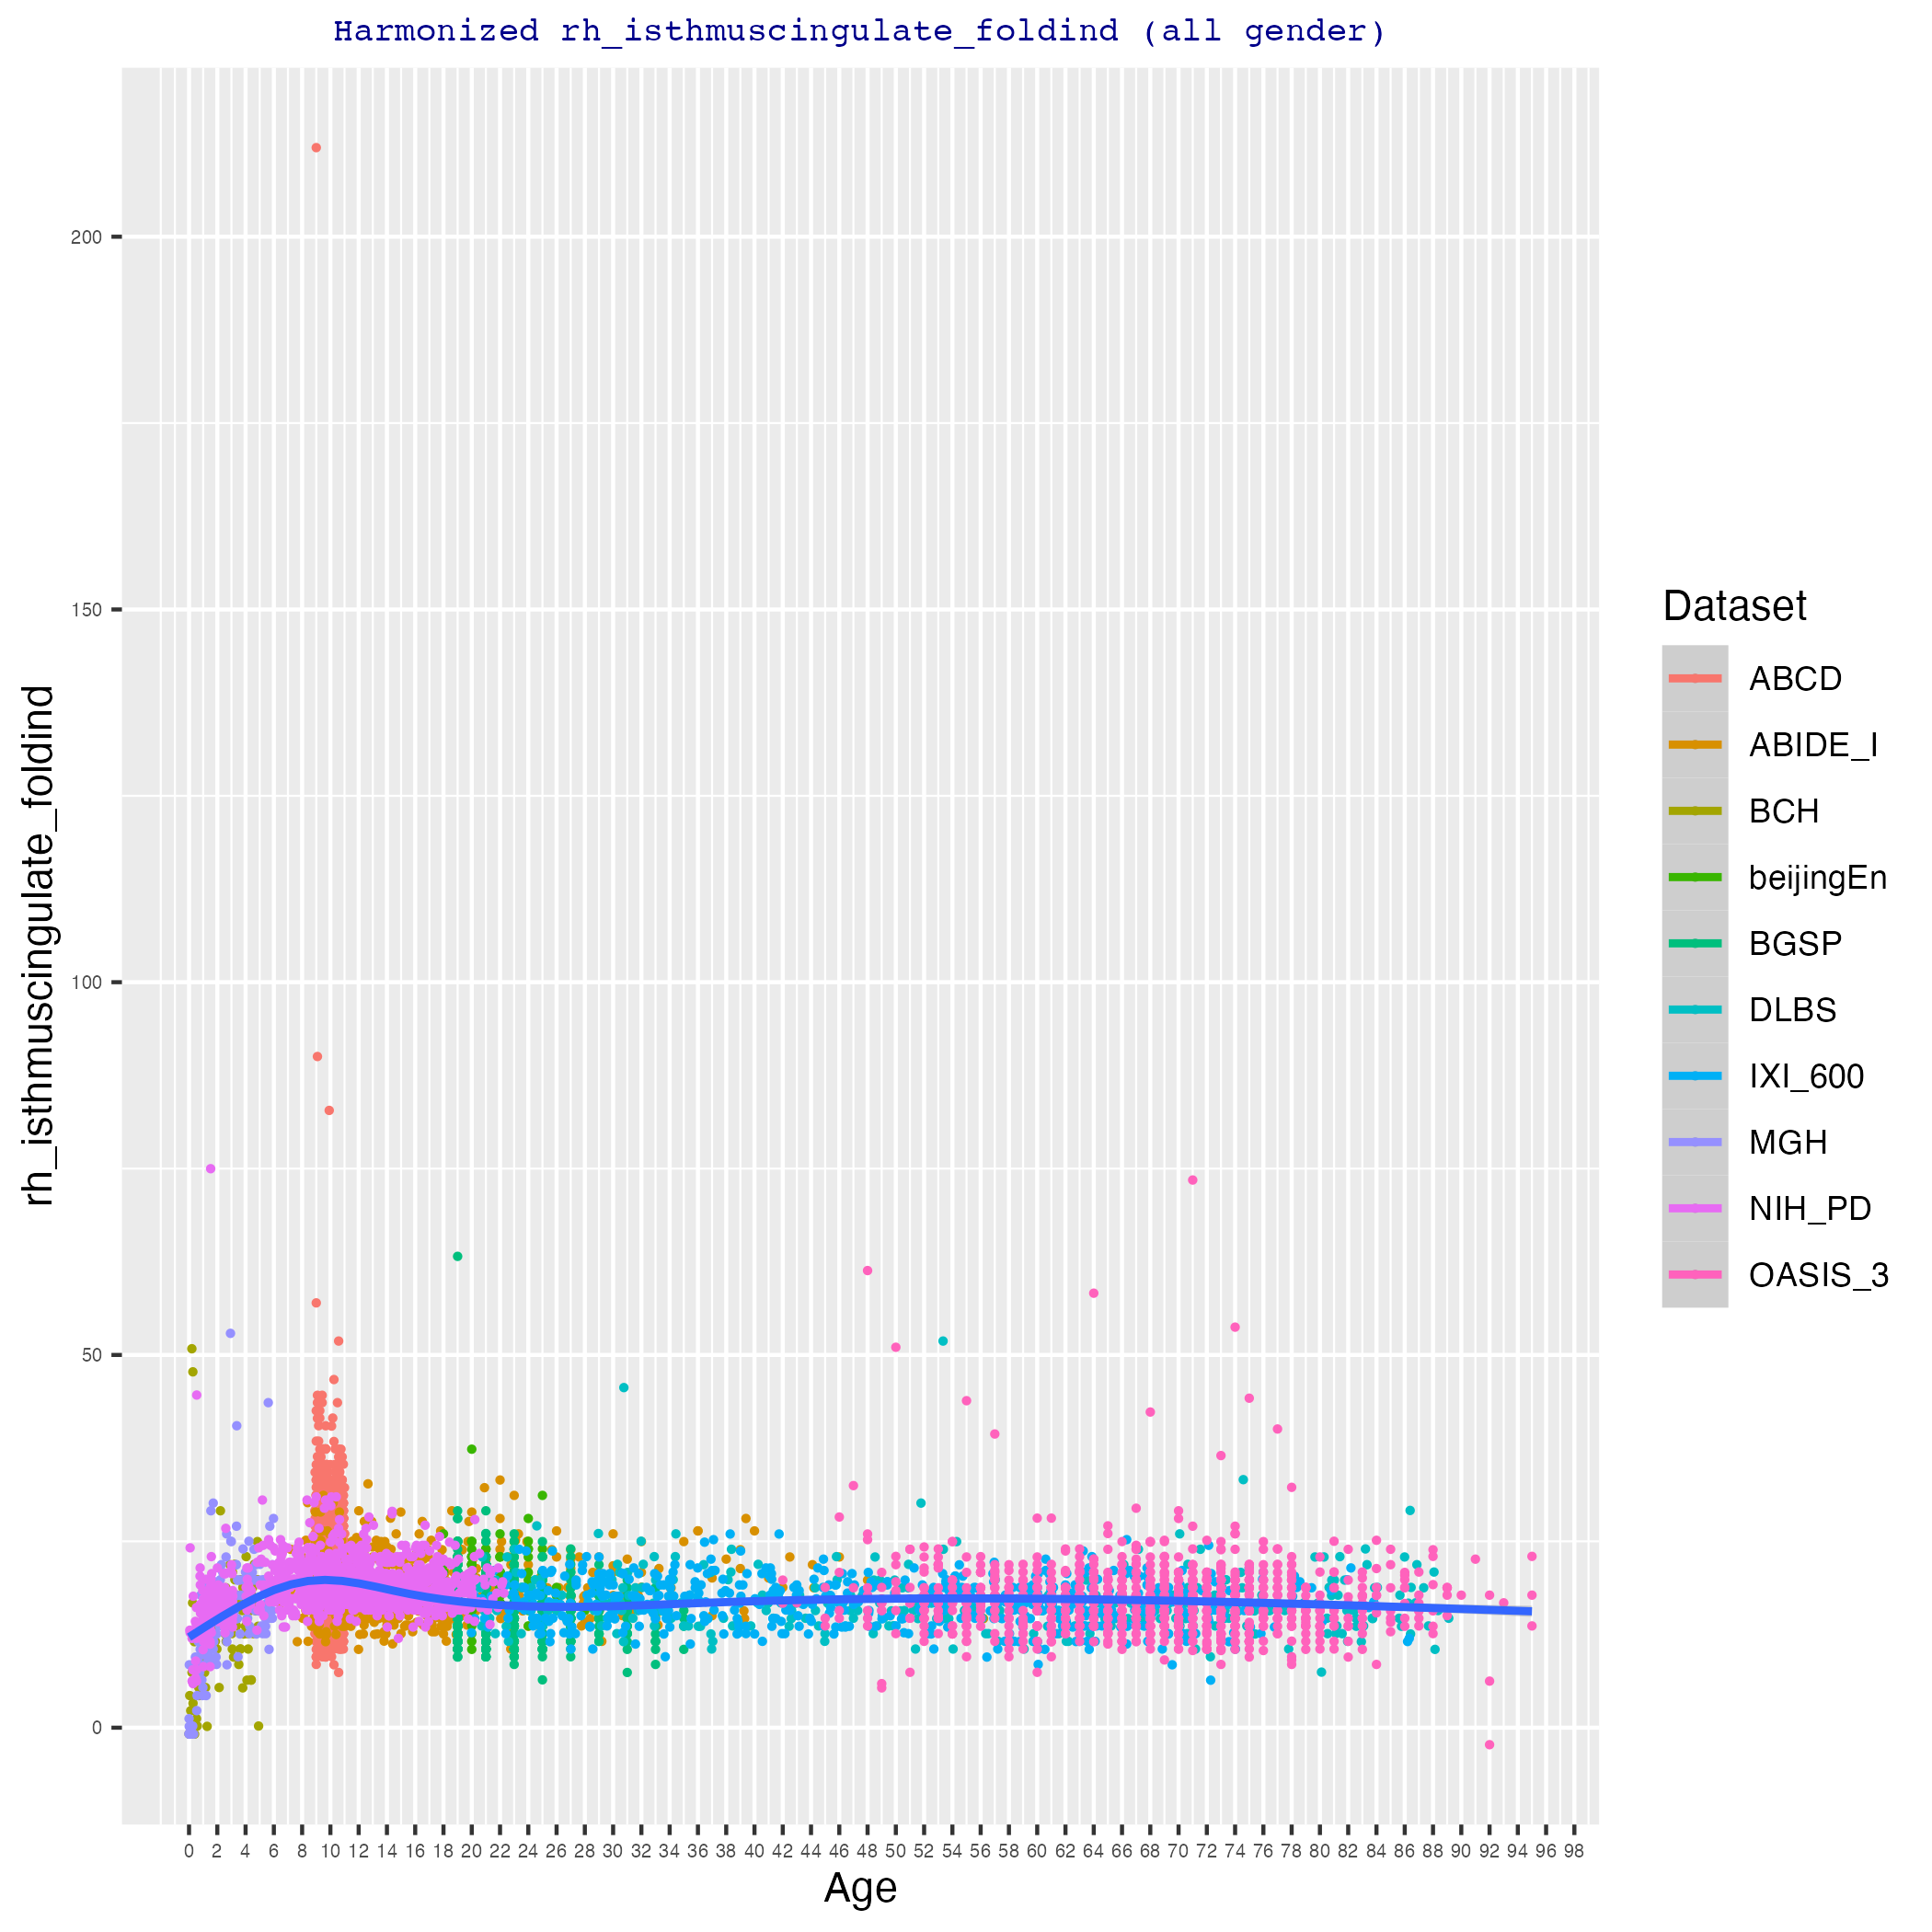 Harmonized rh_isthmuscingulate_foldind (all gender)
rh_isthmuscingulate_foldind
200
150
100
50
0
0 2 4 6 8 10 12 14 16 18 20 22 24 26 28 30 32 34 36 38 40 42 44 46 48 50 52 54 56 58 60 62 64 66 68 70 72 74 76 78 80 82 84 86 88 90 92 94 96 98
Age
Dataset
ABCD
ABIDE_I
BCH
beijingEn
BGSP
DLBS
IXI_600
MGH
NIH_PD
OASIS_3